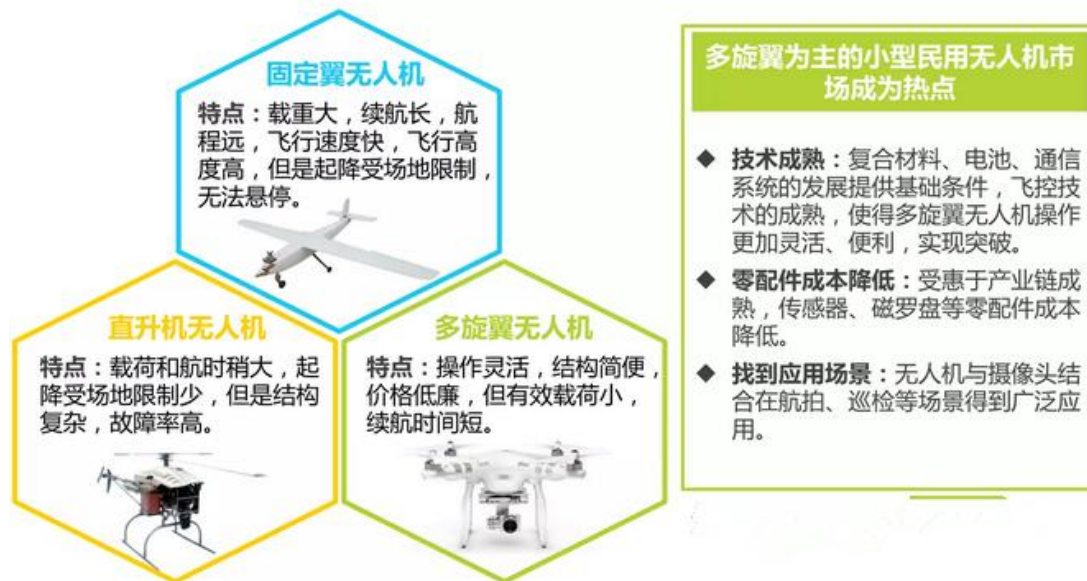 固定翼无人机
特点：载重大，续航长，航
程远，飞行速度快，飞行高
度高，但是起降受场地限制，
无法悬停。
直升机无人机
特点：载荷和航时稍大，起
降受场地限制少，但是结构
复杂，故障率高。
多旋翼无人机
特点：操作灵活，结构简便，
价格低廉，但有效载荷小，
续航时间短。
多旋翼为主的小型民用无人机市
场成为热点
◆ 技术成熟：复合材料、电池、通信
系统的发展提供基础条件，飞控技
术的成熟，使得多旋翼无人机操作
更加灵活、便利，实现突破。
◆ 零配件成本降低：受惠于产业链成
熟，传感器、磁罗盘等零配件成本
降低。
◆ 找到应用场景：无人机与摄像头结
合在航拍、巡检等场景得到广泛应
用。